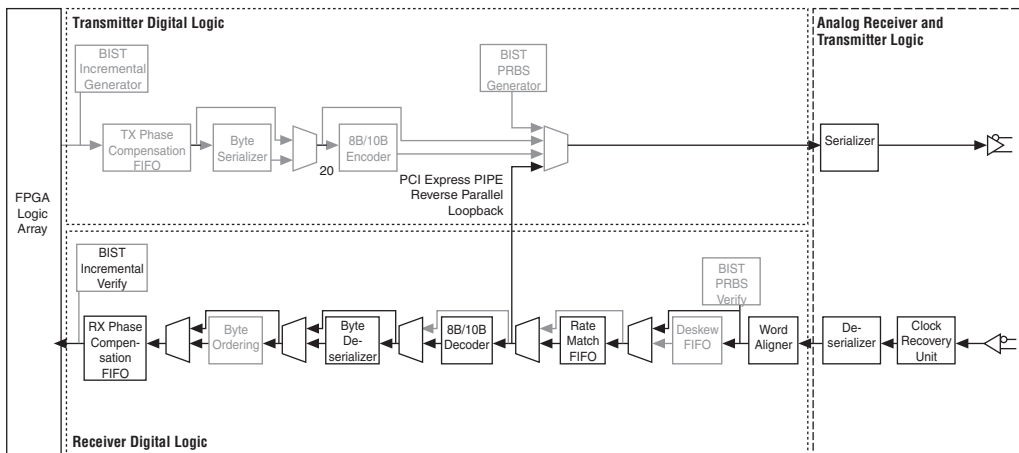 Transmitter Digital Logic
Analog Receiver and
Transmitter Logic
BIST
Incremental
Generator
BIST
PRBS
Generator
TX Phase
Compensation
FIFO
Byte
Serializer
20
8B/10B
Encoder
Serializer
PCI Express PIPE
Reverse Parallel
Loopback
FPGA
Logic
Array
BIST
Incremental
Verify
BIST
PRBS
Verify
RX Phase
Compen-
sation
FIFO
Byte
Ordering
Byte
De-
serializer
8B/10B
Decoder
Rate
Match
FIFO
Deskew
FIFO
Word
Aligner
De-
serializer
Clock
Recovery
Unit
Receiver Digital Logic